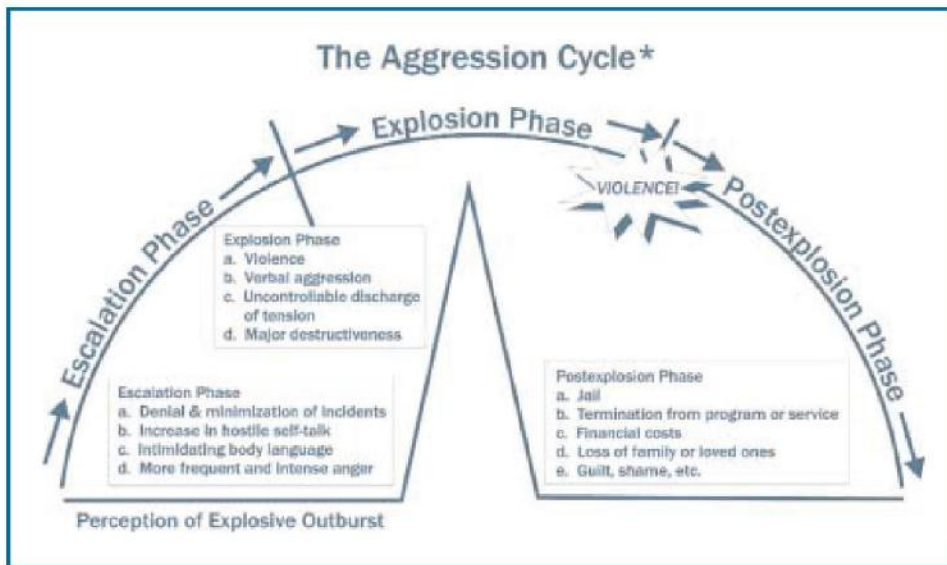 The Aggression Cycle*
Escalation Phase
Explosion Phase
VIOLENCE!
Postexplosion Phase
Explosion Phase
a. Violence
b. Verbal aggression
c. Uncontrollable discharge
of tension
d. Major destructiveness
Escalation Phase
a. Denial & minimization of incidents
b. Increase in hostile self-talk
c. Intimidating body language
d. More frequent and intense anger
Postexplosion Phase
a. Jail
b. Termination from program or service
c. Financial costs
d. Loss of family or loved ones
e. Guilt, shame, etc.
Perception of Explosive Outburst